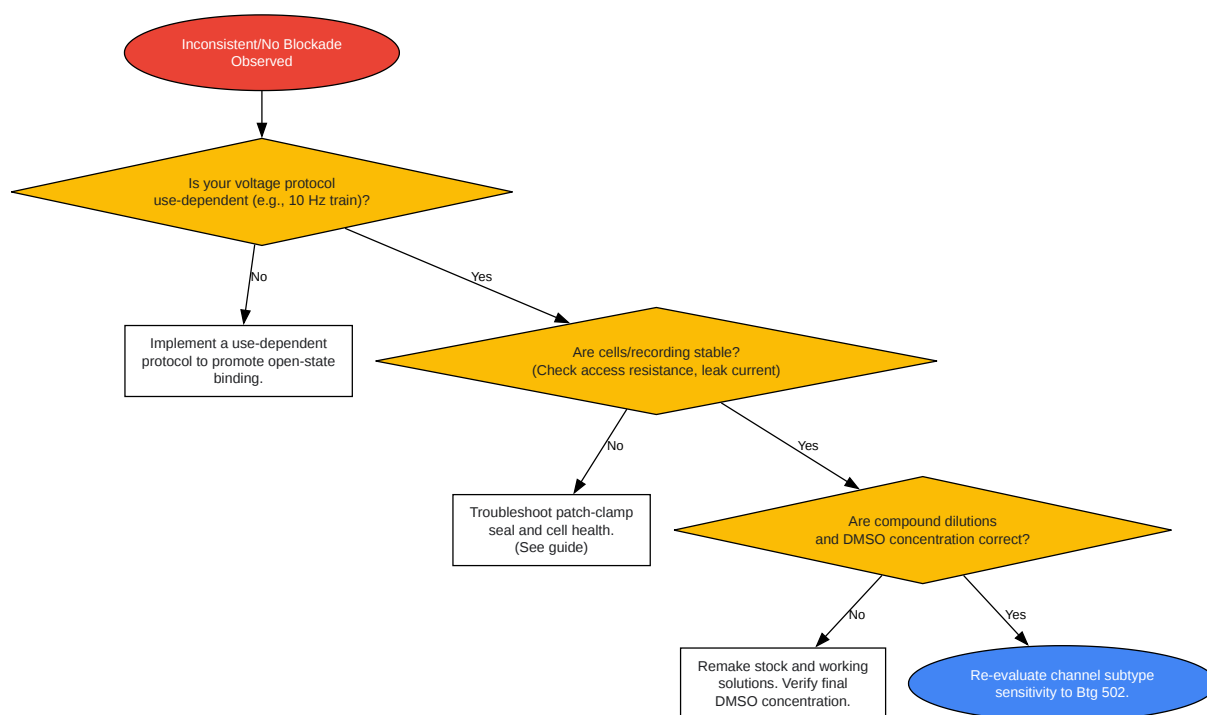 Inconsistent/No Blockade
Observed
Is your voltage protocol
use-dependent (e.g., 10 Hz train)?
No
Yes
Implement a use-dependent
protocol to promote open-state
binding.
Are cells/recording stable?
(Check access resistance, leak current)
No
Yes
Troubleshoot patch-clamp
seal and cell health.
(See guide)
Are compound dilutions
and DMSO concentration correct?
No
Yes
Remake stock and working
solutions. Verify final
DMSO concentration.
Re-evaluate channel subtype
sensitivity to Btg 502.